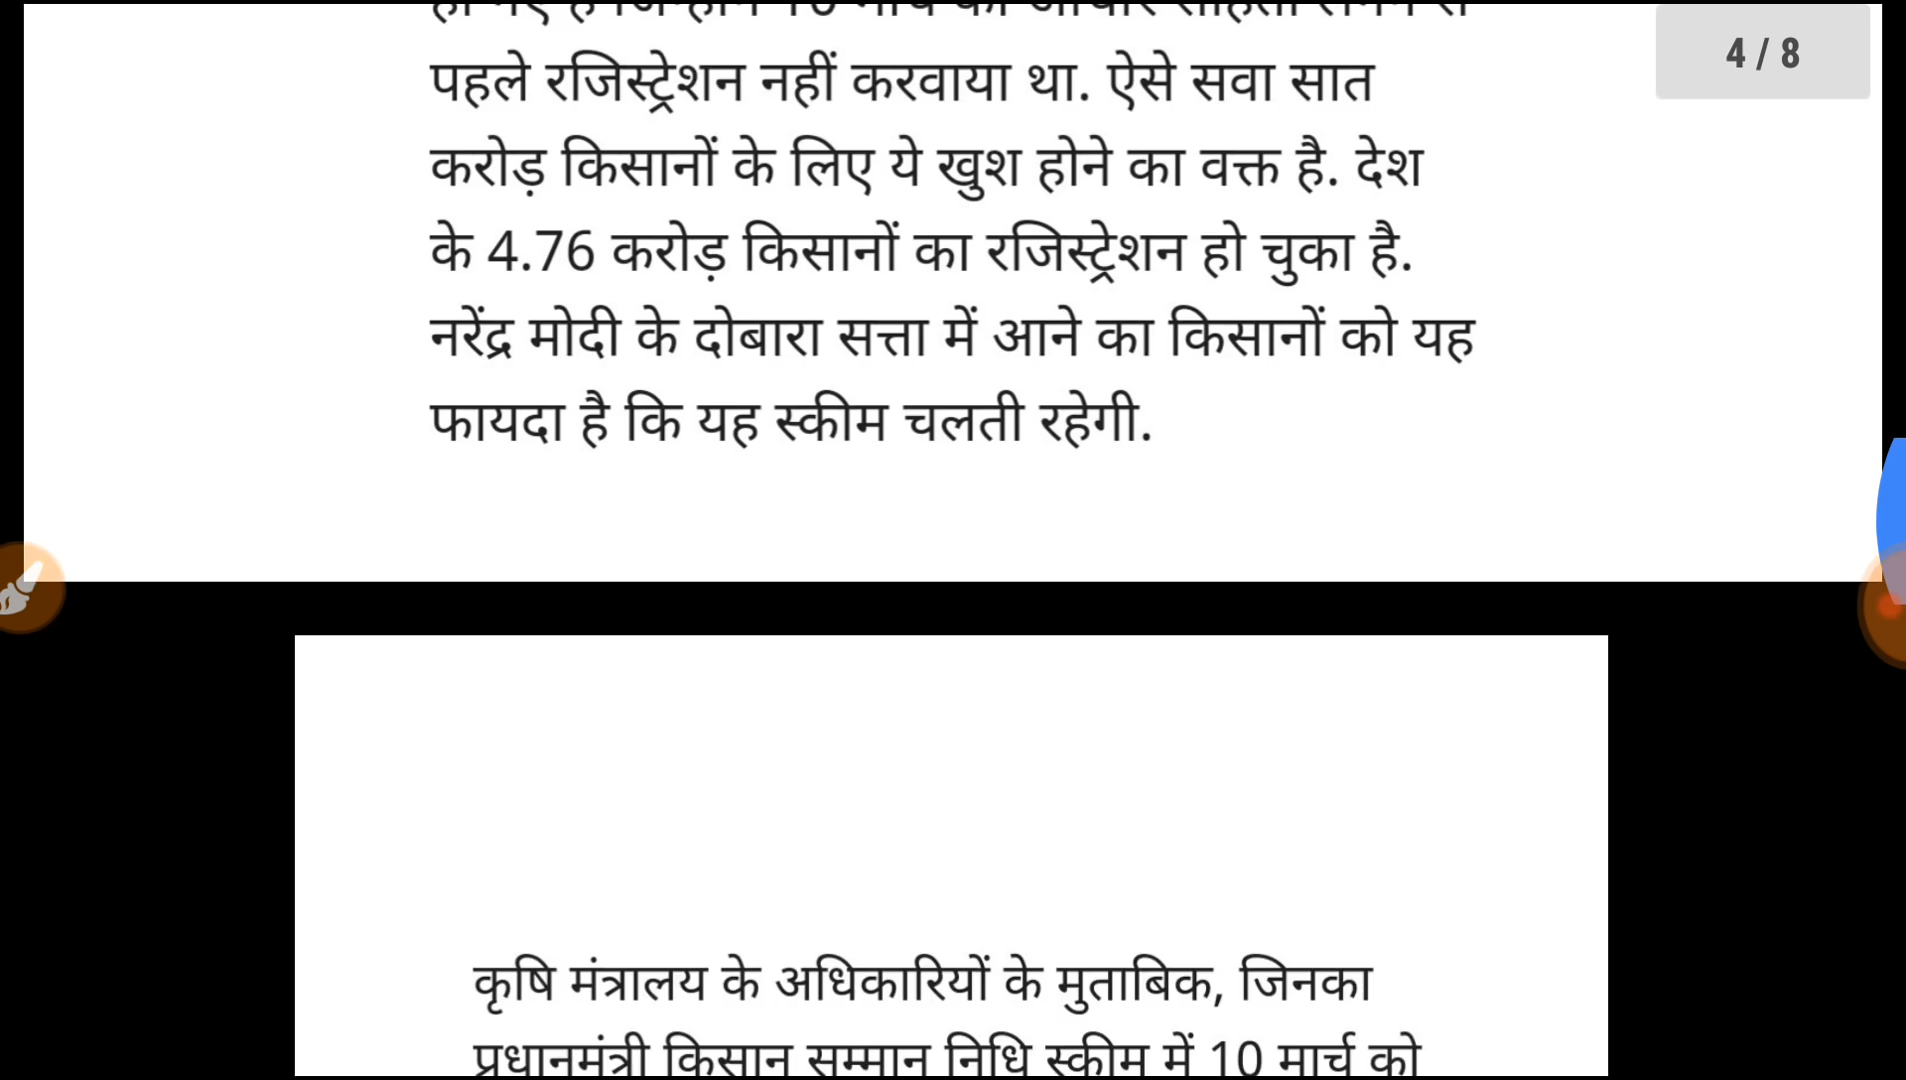 4 / 8
पहले रजिस्ट्रेशन नहीं करवाया था. ऐसे सवा सात
करोड़ किसानों के लिए ये खुश होने का वक्त है. देश
के 4.76 करोड़ किसानों का रजिस्ट्रेशन हो चुका है.
नरेंद्र मोदी के दोबारा सत्ता में आने का किसानों को यह
फायदा है कि यह स्कीम चलती रहेगी.
कृषि मंत्रालय के अधिकारियों के मुताबिक, जिनका
प्रधानमंत्री किसान सम्मान निधि स्कीम में 10 मार्च को